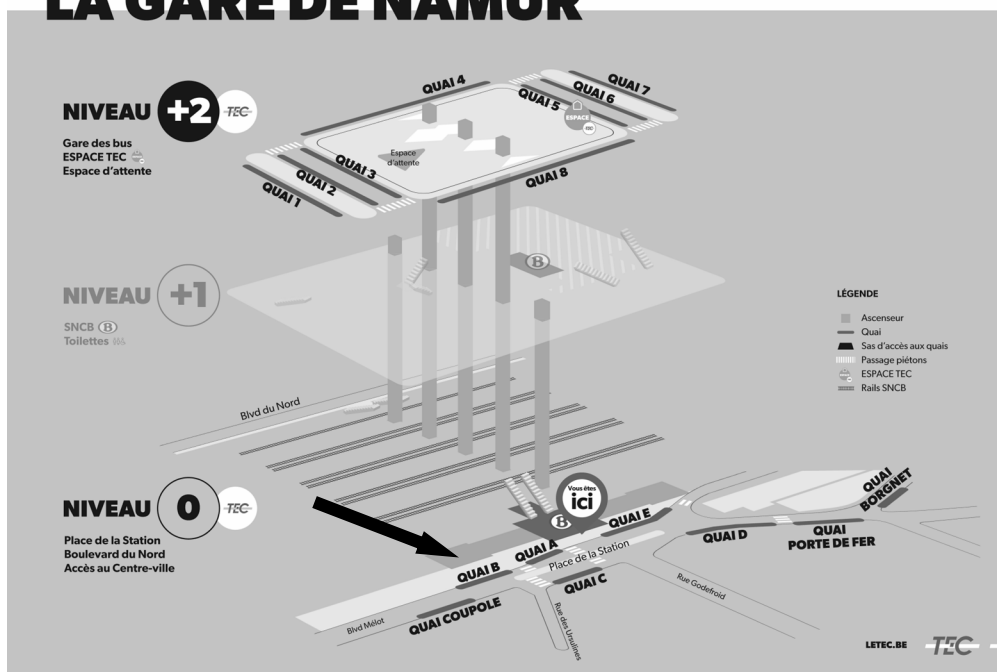 LA GARE DE NAMUR
NIVEAU +2 TEC
Gare des bus
ESPACE TEC
Espace d'attente
QUAI 4
QUAI 7
QUAI 6
QUAI 5
ESPACE
TEC
Espace
d'attente
QUAI 3
QUAI 2
QUAI 1
QUAI 8
NIVEAU +1
SNCB B
Toilettes
B
LÉGENDE
Ascenseur
Quai
Sas d'accès aux quais
Passage piétons
ESPACE TEC
Rails SNCB
Blvd du Nord
NIVEAU 0 TEC
Place de la Station
Boulevard du Nord
Accès au Centre-ville
Vous êtes
ici
B
QUAI E
QUAI A
QUAI B
Place de la Station
QUAI C
QUAI COUPOLE
Blvd Mélot
Rue des Ursulines
Rue Godefroid
QUAI D
QUAI
PORTE DE FER
QUAI
BORGNET
LETEC.BE TEC